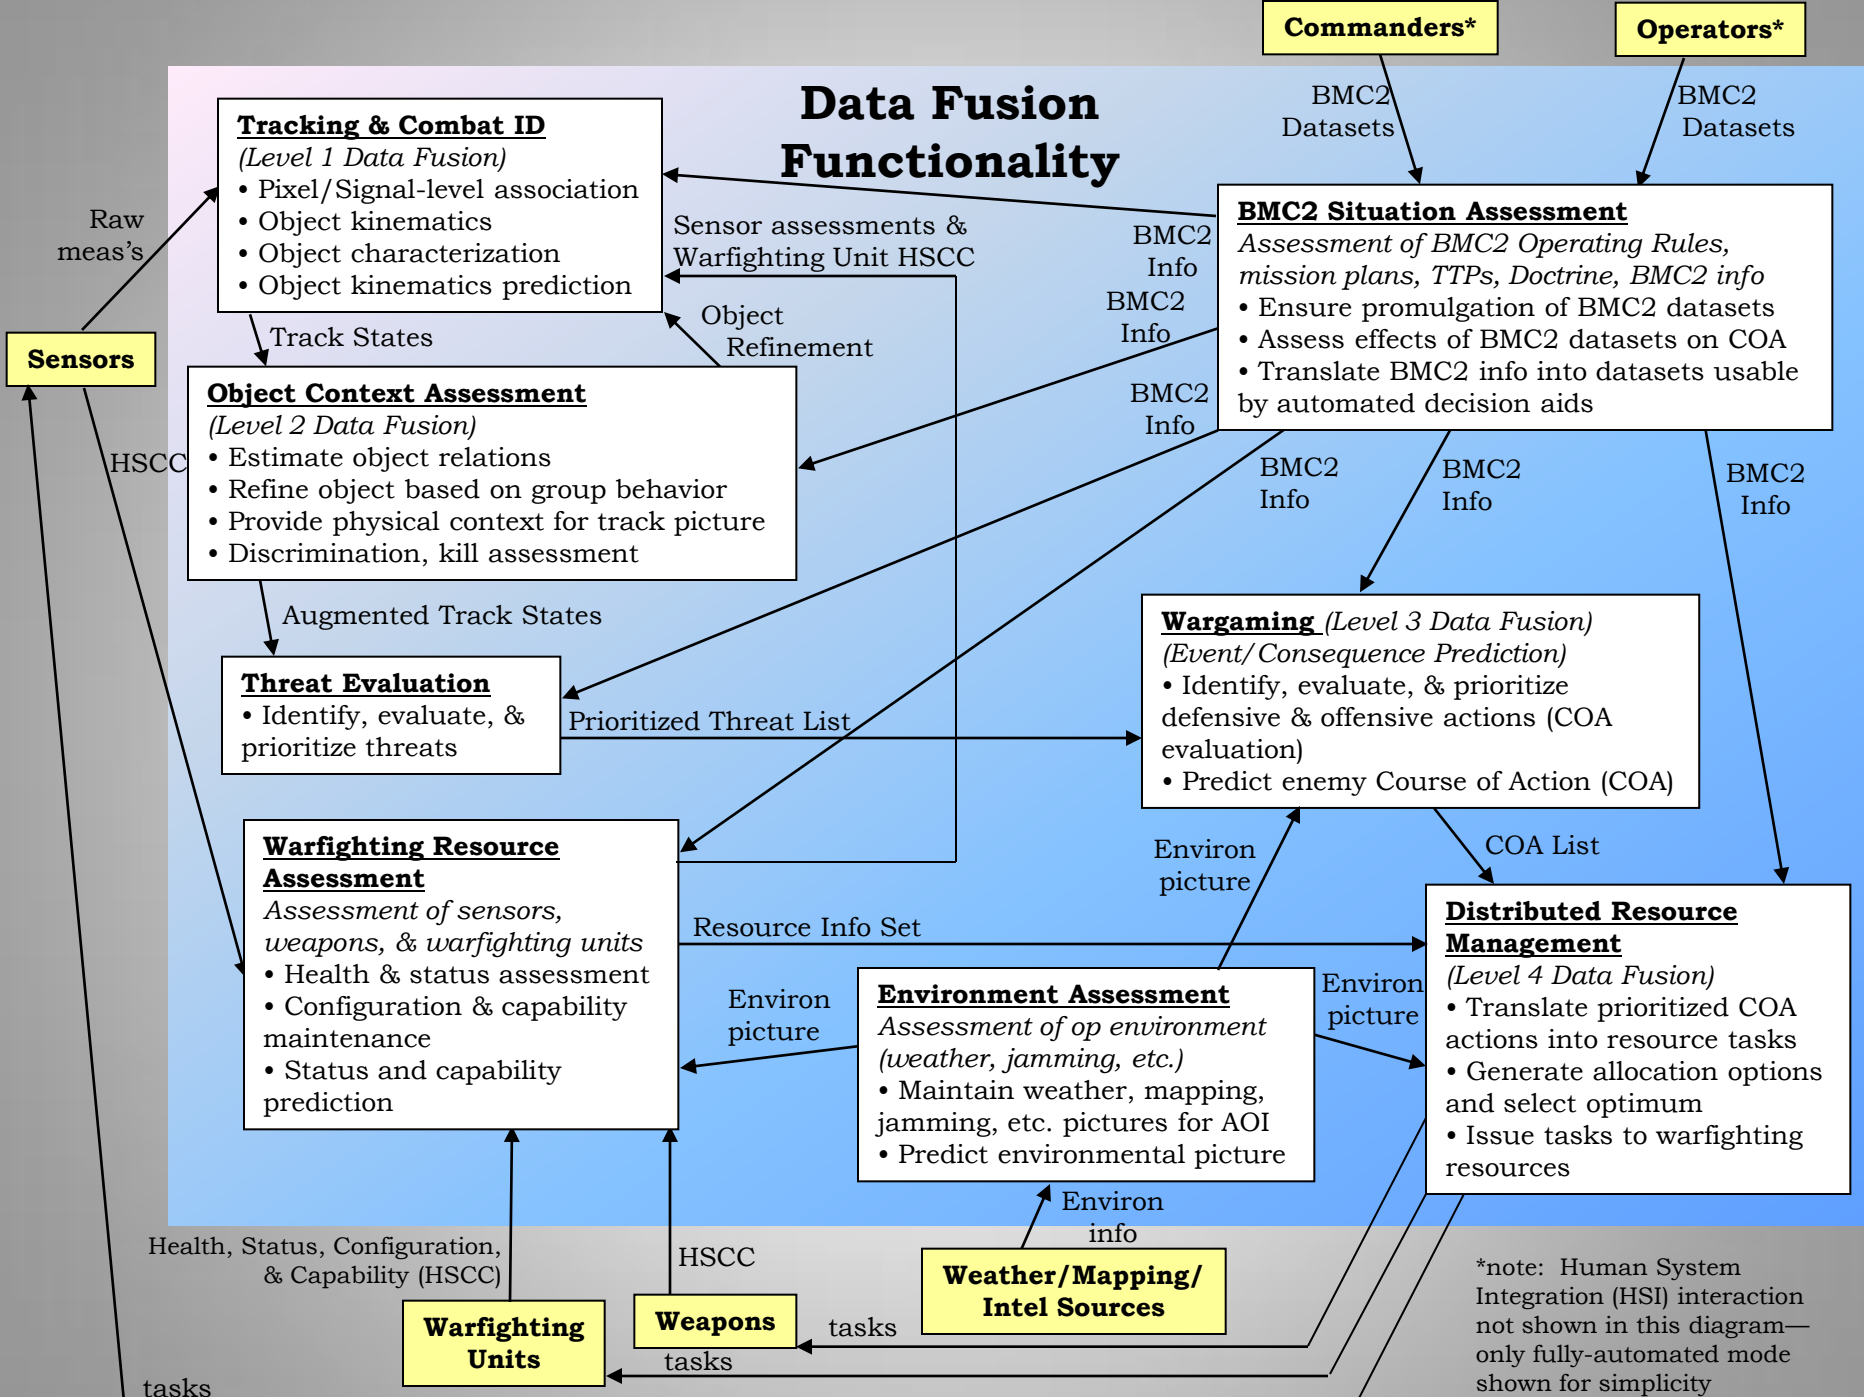 Commanders*
Operators*
Data Fusion
Functionality
BMC2
Datasets
BMC2
Datasets
Tracking & Combat ID
(Level 1 Data Fusion)
• Pixel/Signal-level association
• Object kinematics
• Object characterization
• Object kinematics prediction
Raw
meas's
Sensor assessments &
Warfighting Unit HSCC
BMC2
Info
BMC2
Info
BMC2 Situation Assessment
Assessment of BMC2 Operating Rules,
mission plans, TTPs, Doctrine, BMC2 info
• Ensure promulgation of BMC2 datasets
• Assess effects of BMC2 datasets on COA
• Translate BMC2 info into datasets usable
by automated decision aids
Sensors
Track States
Object
Refinement
BMC2
Info
Object Context Assessment
(Level 2 Data Fusion)
• Estimate object relations
• Refine object based on group behavior
• Provide physical context for track picture
• Discrimination, kill assessment
HSCC
BMC2
Info
BMC2
Info
BMC2
Info
Augmented Track States
Threat Evaluation
• Identify, evaluate, &
prioritize threats
Prioritized Threat List
Wargaming (Level 3 Data Fusion)
(Event/Consequence Prediction)
• Identify, evaluate, & prioritize
defensive & offensive actions (COA
evaluation)
• Predict enemy Course of Action (COA)
Environ
picture
COA List
Warfighting Resource
Assessment
Assessment of sensors,
weapons, & warfighting units
• Health & status assessment
• Configuration & capability
maintenance
• Status and capability
prediction
Resource Info Set
Environ
picture
Environment Assessment
Assessment of op environment
(weather, jamming, etc.)
• Maintain weather, mapping,
jamming, etc. pictures for AOI
• Predict environmental picture
Environ
picture
Distributed Resource
Management
(Level 4 Data Fusion)
• Translate prioritized COA
actions into resource tasks
• Generate allocation options
and select optimum
• Issue tasks to warfighting
resources
Environ
info
Health, Status, Configuration,
& Capability (HSCC)
HSCC
Warfighting
Units
Weapons
Weather/Mapping/
Intel Sources
tasks
tasks
tasks
*note: Human System
Integration (HSI) interaction
not shown in this diagram—
only fully-automated mode
shown for simplicity